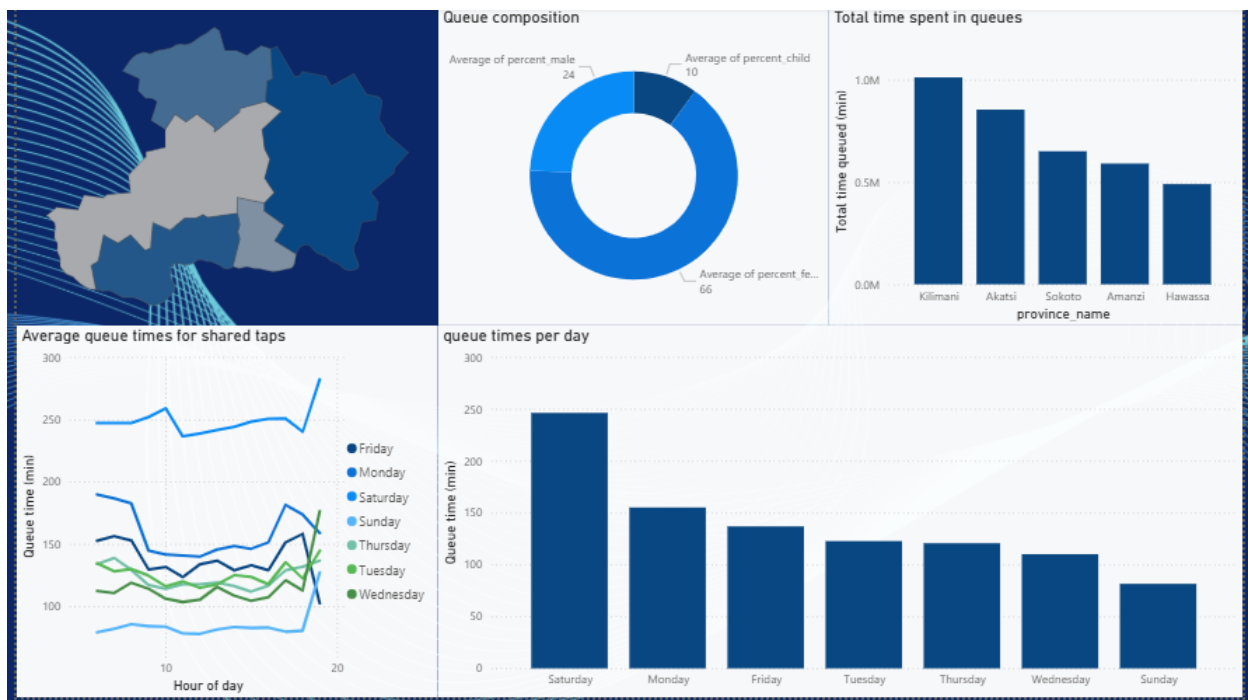 Queue composition
Average of percent_male
24
Average of percent_child
10
Average of percent_fe...
66
Total time spent in queues
Total time queued (min)
1.0M
0.5M
0.0M
Kilimani
Akatsi
Sokoto
Amanzi
Hawassa
province_name
Average queue times for shared taps
Queue time (min)
300
250
200
150
100
10
20
Hour of day
Friday
Monday
Saturday
Sunday
Thursday
Tuesday
Wednesday
queue times per day
Queue time (min)
300
250
200
150
100
50
0
Saturday
Monday
Friday
Tuesday
Thursday
Wednesday
Sunday